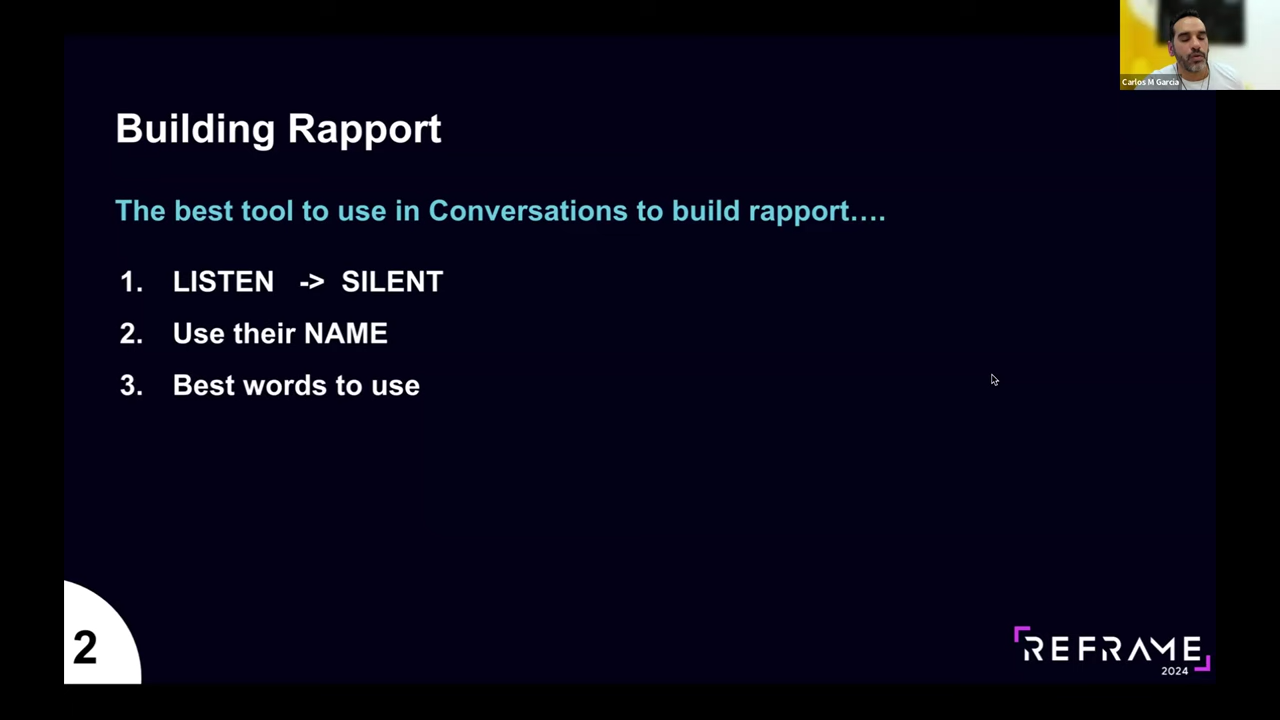 Carlos M Garcia
Building Rapport
The best tool to use in Conversations to build rapport….
1. LISTEN -> SILENT
2. Use their NAME
3. Best words to use
2
REFRAME
2024